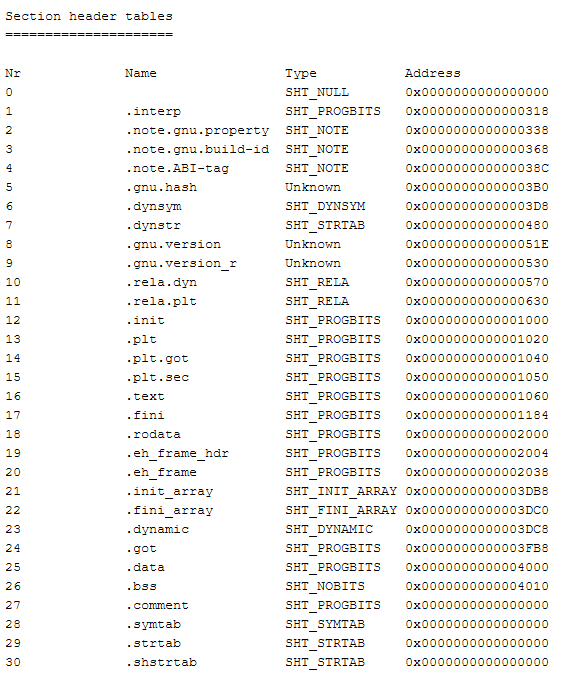 Section header tables
=====================
Nr Name Type Address
0 SHT_NULL 0x0000000000000000
1 .interp SHT_PROGBITS 0x0000000000000318
2 .note.gnu.property SHT_NOTE 0x0000000000000338
3 .note.gnu.build-id SHT_NOTE 0x0000000000000368
4 .note.ABI-tag SHT_NOTE 0x000000000000038C
5 .gnu.hash Unknown 0x00000000000003B0
6 .dynsym SHT_DYNSYM 0x00000000000003D8
7 .dynstr SHT_STRTAB 0x0000000000000480
8 .gnu.version Unknown 0x000000000000051E
9 .gnu.version_r Unknown 0x0000000000000530
10 .rela.dyn SHT_RELA 0x0000000000000570
11 .rela.plt SHT_RELA 0x0000000000000630
12 .init SHT_PROGBITS 0x0000000000001000
13 .plt SHT_PROGBITS 0x0000000000001020
14 .plt.got SHT_PROGBITS 0x0000000000001040
15 .plt.sec SHT_PROGBITS 0x0000000000001050
16 .text SHT_PROGBITS 0x0000000000001060
17 .fini SHT_PROGBITS 0x0000000000001184
18 .rodata SHT_PROGBITS 0x0000000000002000
19 .eh_frame_hdr SHT_PROGBITS 0x0000000000002004
20 .eh_frame SHT_PROGBITS 0x0000000000002038
21 .init_array SHT_INIT_ARRAY 0x0000000000003DB8
22 .fini_array SHT_FINI_ARRAY 0x0000000000003DC0
23 .dynamic SHT_DYNAMIC 0x0000000000003DC8
24 .got SHT_PROGBITS 0x0000000000003FB8
25 .data SHT_PROGBITS 0x0000000000004000
26 .bss SHT_NOBITS 0x0000000000004010
27 .comment SHT_PROGBITS 0x0000000000000000
28 .symtab SHT_SYMTAB 0x0000000000000000
29 .strtab SHT_STRTAB 0x0000000000000000
30 .shstrtab SHT_STRTAB 0x0000000000000000